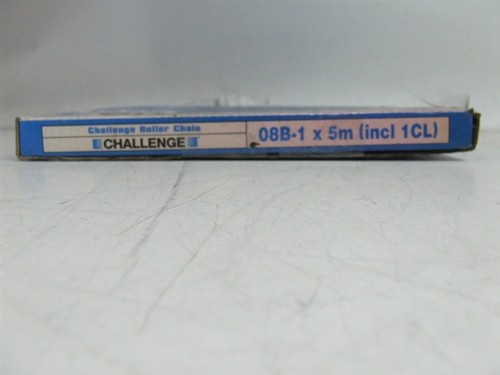 Challenge Roller Chain
CHALLENGE
08B-1 x 5m (incl 1CL)